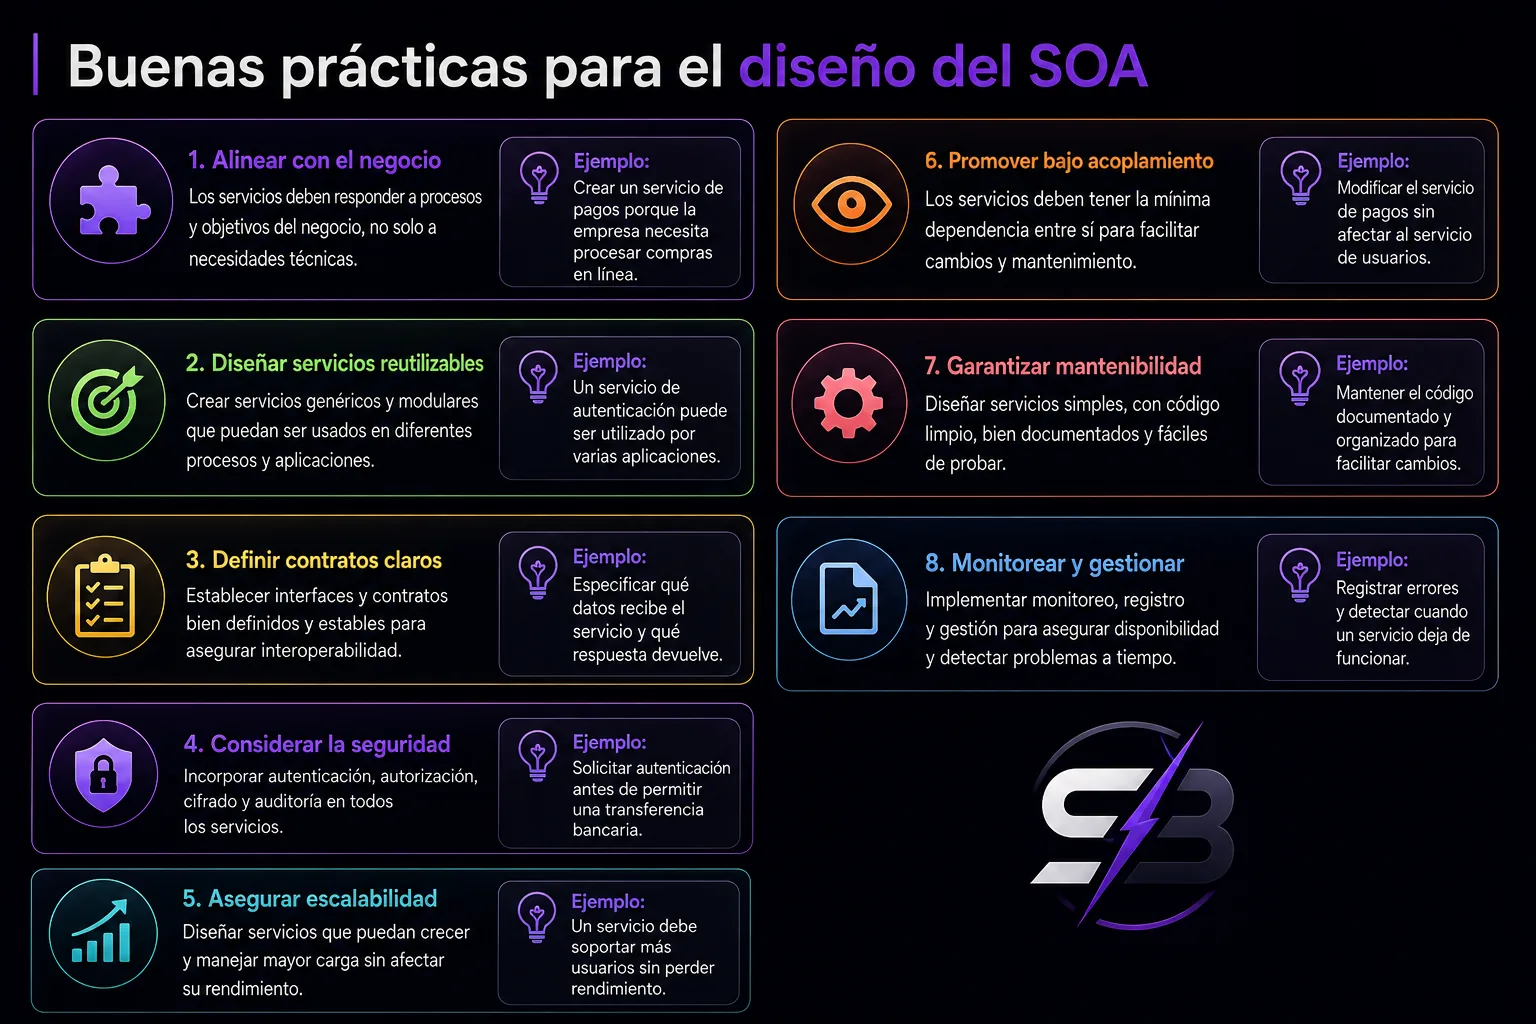 Buenas prácticas para el diseño del SOA
1. Alinear con el negocio
Los servicios deben responder a procesos
y objetivos del negocio, no solo a
necesidades técnicas.
Ejemplo:
Crear un servicio de
pagos porque la
empresa necesita
procesar compras
en línea.
2. Diseñar servicios reutilizables
Crear servicios genéricos y modulares
que puedan ser usados en diferentes
procesos y aplicaciones.
Ejemplo:
Un servicio de
autenticación puede
ser utilizado por
varias aplicaciones.
3. Definir contratos claros
Establecer interfaces y contratos
bien definidos y estables para
asegurar interoperabilidad.
Ejemplo:
Especificar qué
datos recibe el
servicio y qué
respuesta devuelve.
4. Considerar la seguridad
Incorporar autenticación, autorización,
cifrado y auditoría en todos
los servicios.
Ejemplo:
Solicitar autenticación
antes de permitir
una transferencia
bancaria.
5. Asegurar escalabilidad
Diseñar servicios que puedan crecer
y manejar mayor carga sin afectar
su rendimiento.
Ejemplo:
Un servicio debe
soportar más
usuarios sin perder
rendimiento.
6. Promover bajo acoplamiento
Los servicios deben tener la mínima
dependencia entre sí para facilitar
cambios y mantenimiento.
Ejemplo:
Modificar el servicio
de pagos sin
afectar al servicio
de usuarios.
7. Garantizar mantenibilidad
Diseñar servicios simples, con código
limpio, bien documentados y fáciles
de probar.
Ejemplo:
Mantener el código
documentado y
organizado para
facilitar cambios.
8. Monitorear y gestionar
Implementar monitoreo, registro
y gestión para asegurar disponibilidad
y detectar problemas a tiempo.
Ejemplo:
Registrar errores
y detectar cuando
un servicio deja de
funcionar.
SB